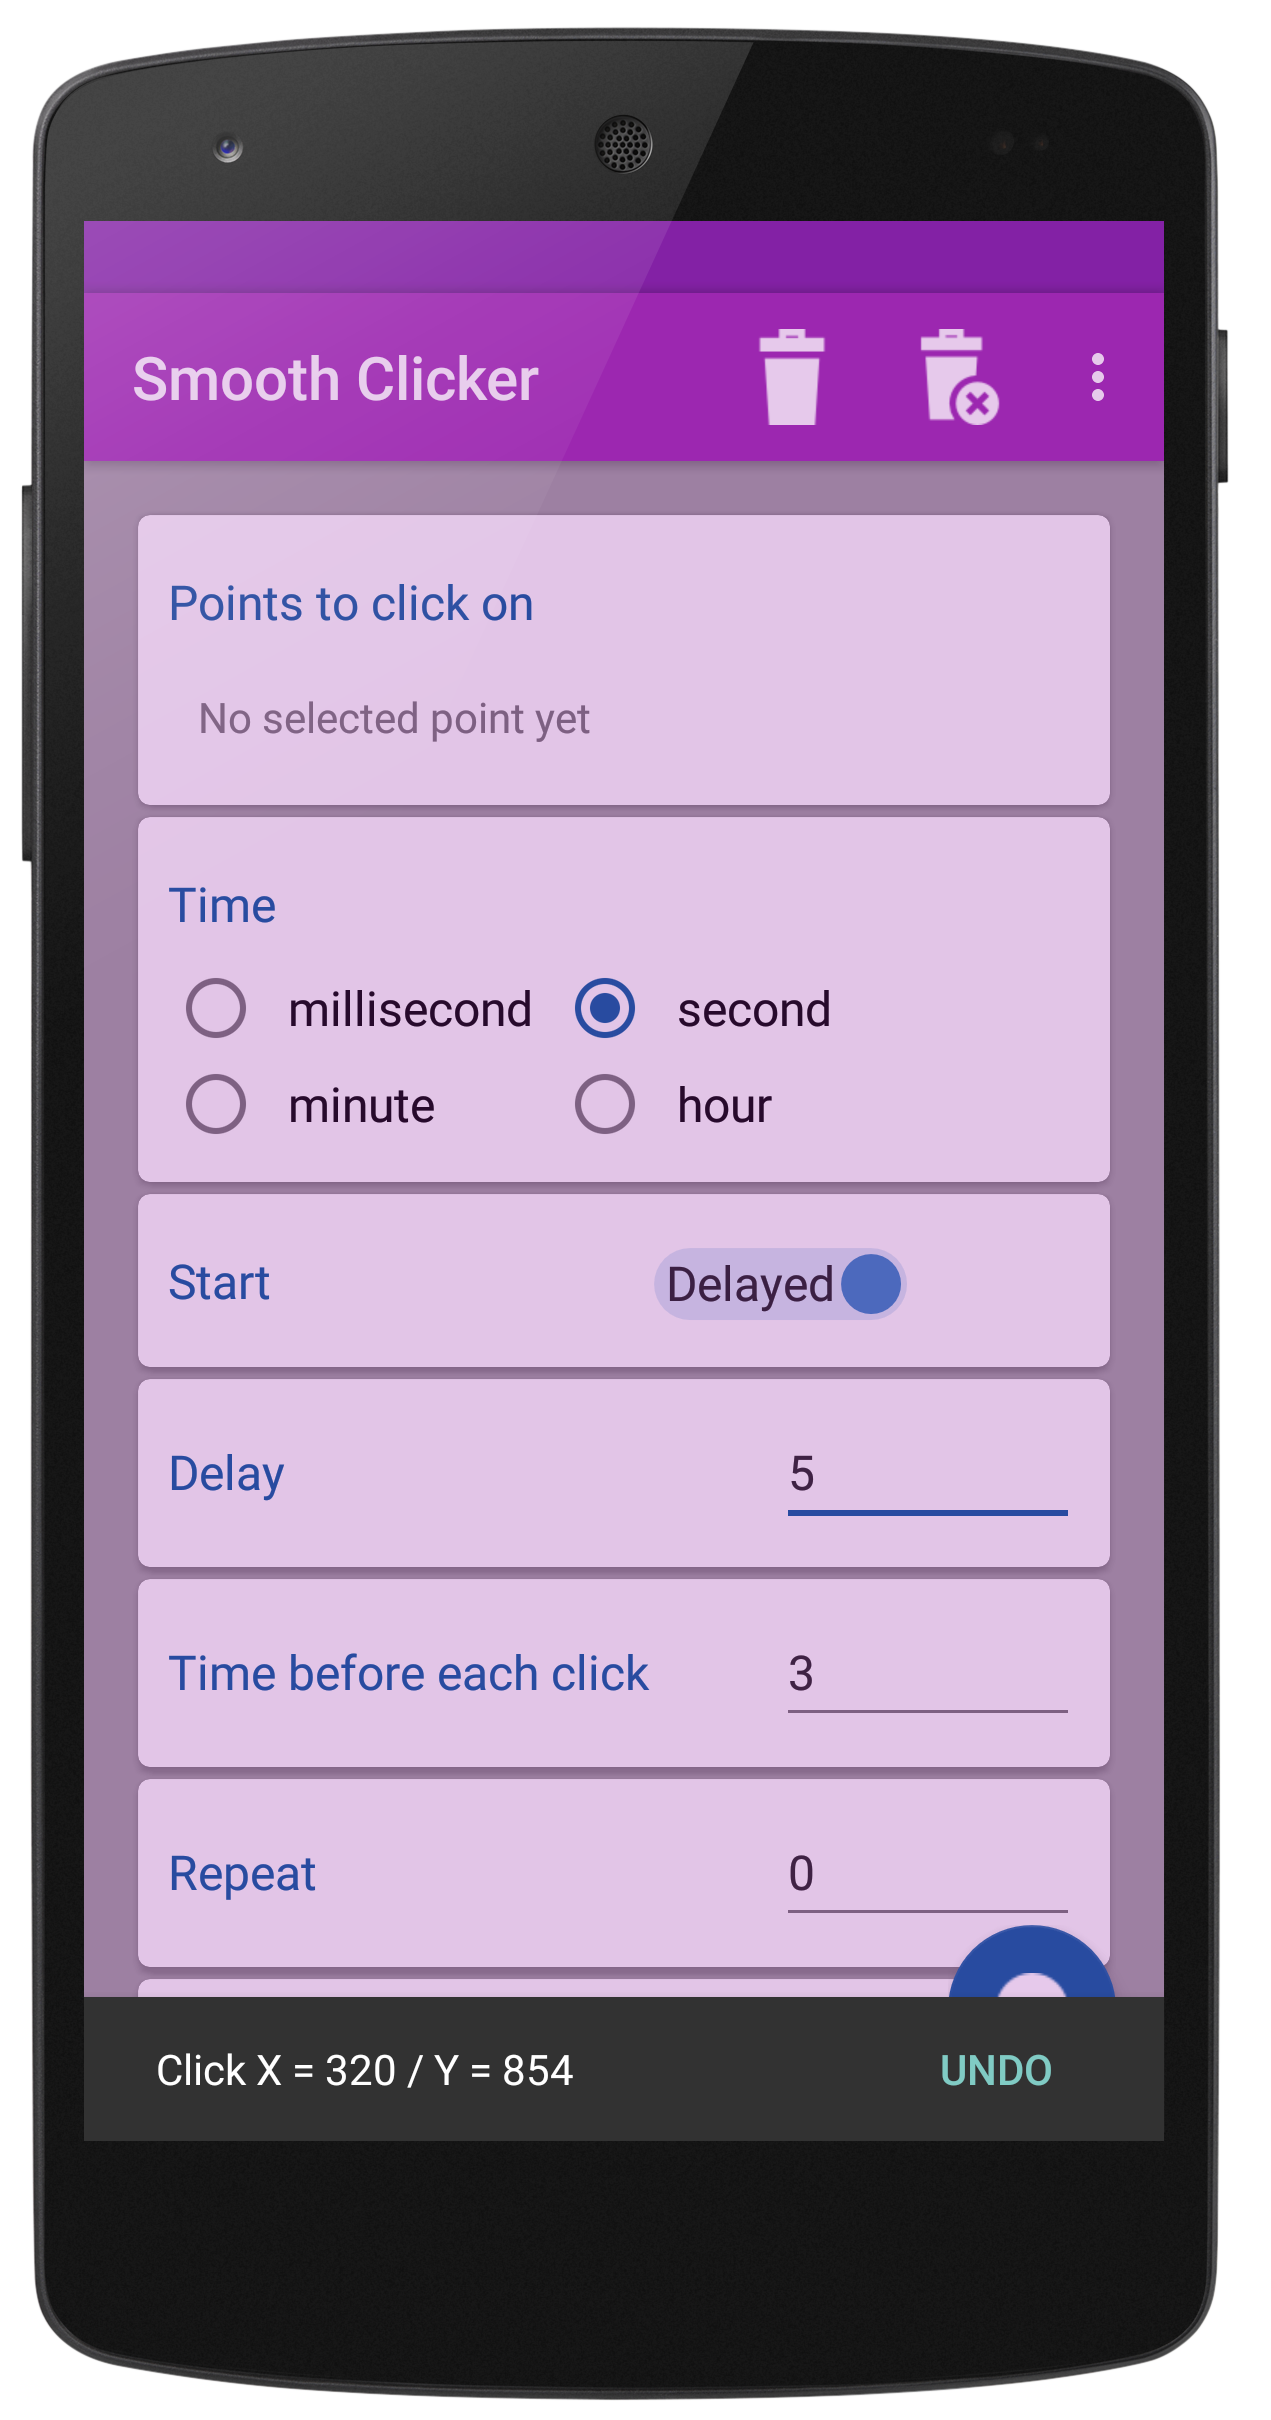 Smooth Clicker
Points to click on
No selected point yet
Time
millisecond second
minute hour
Start Delayed
Delay 5
Time before each click 3
Repeat 0
Click X = 320 / Y = 854 UNDO